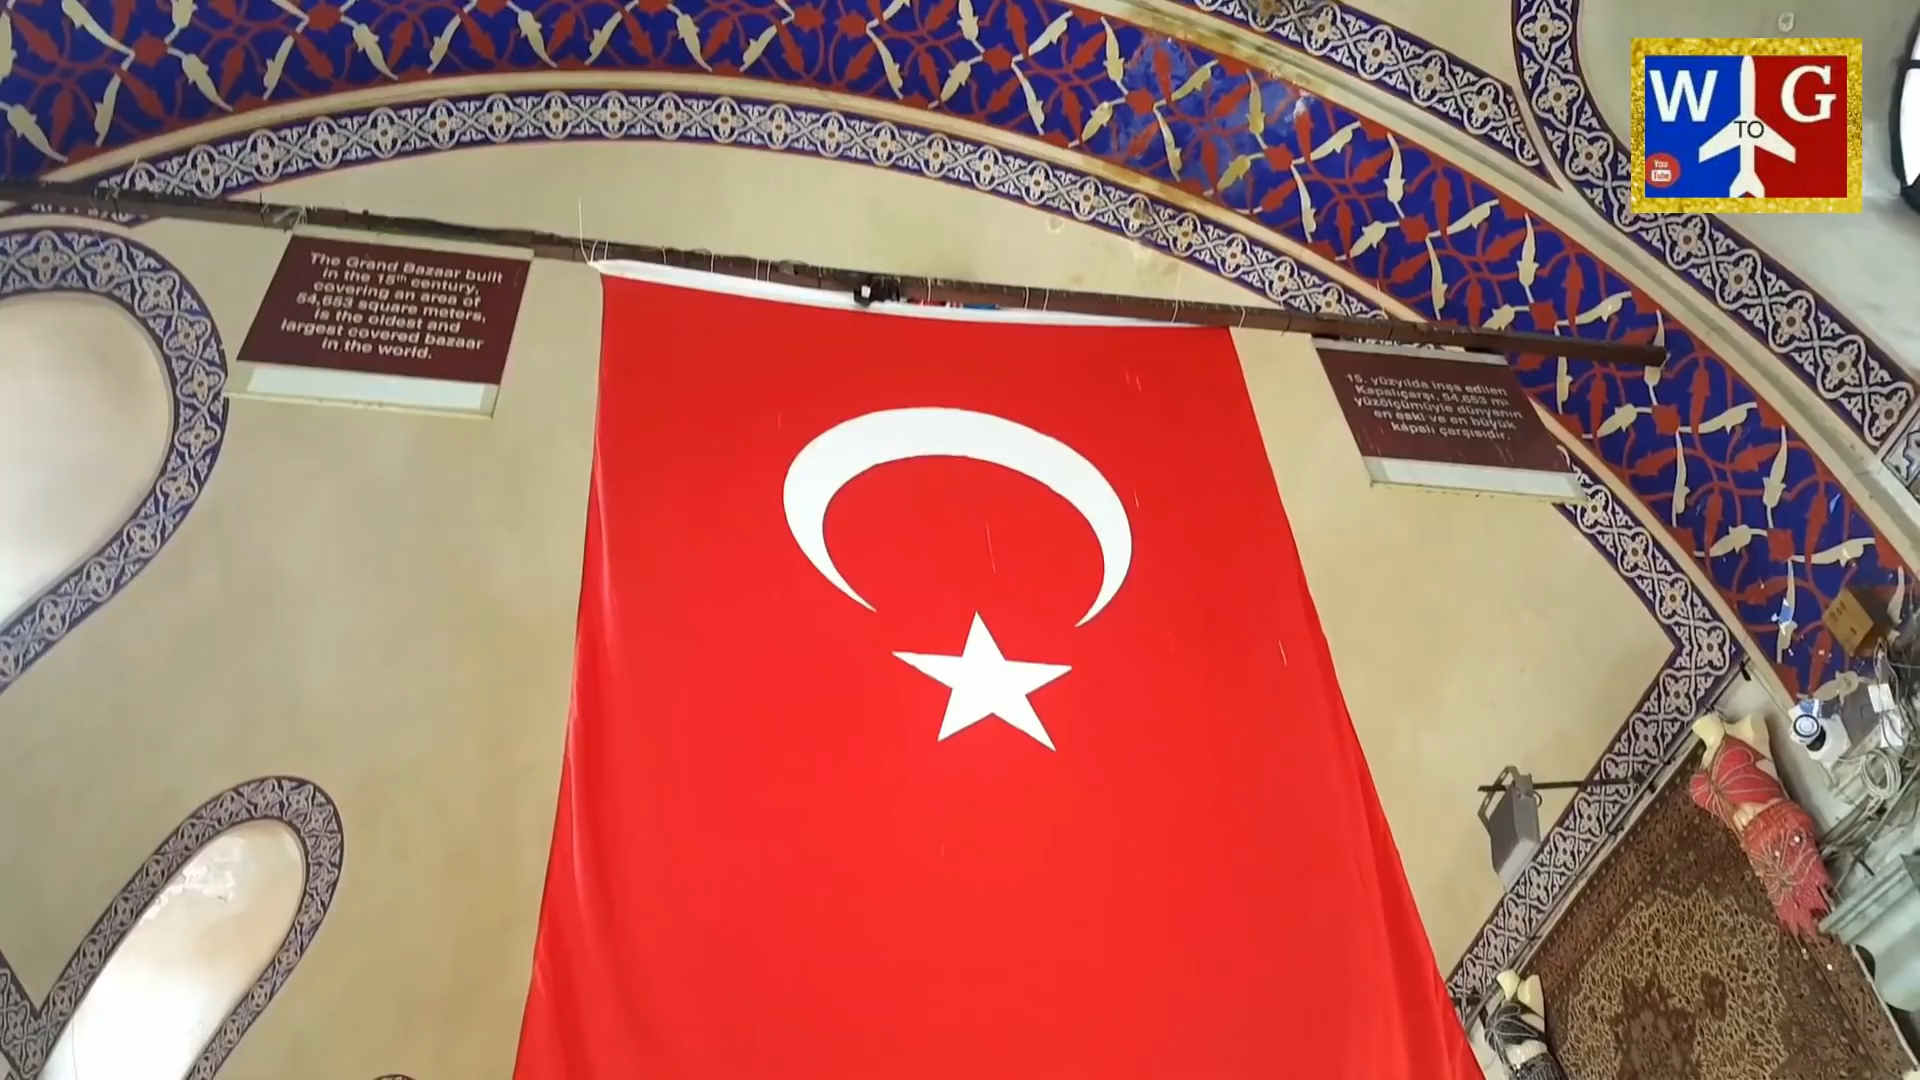 The Grand Bazaar built
in the 15th century,
covering an area of
54,653 square meters,
is the oldest and
largest covered bazaar
in the world.
15. yüzyılda inşa edilen
Kapalıçarşı, 54,653 m²
yüzölçümüyle dünyanın
en eski ve en büyük
kapalı çarşısıdır.
W TO G
You
Tube